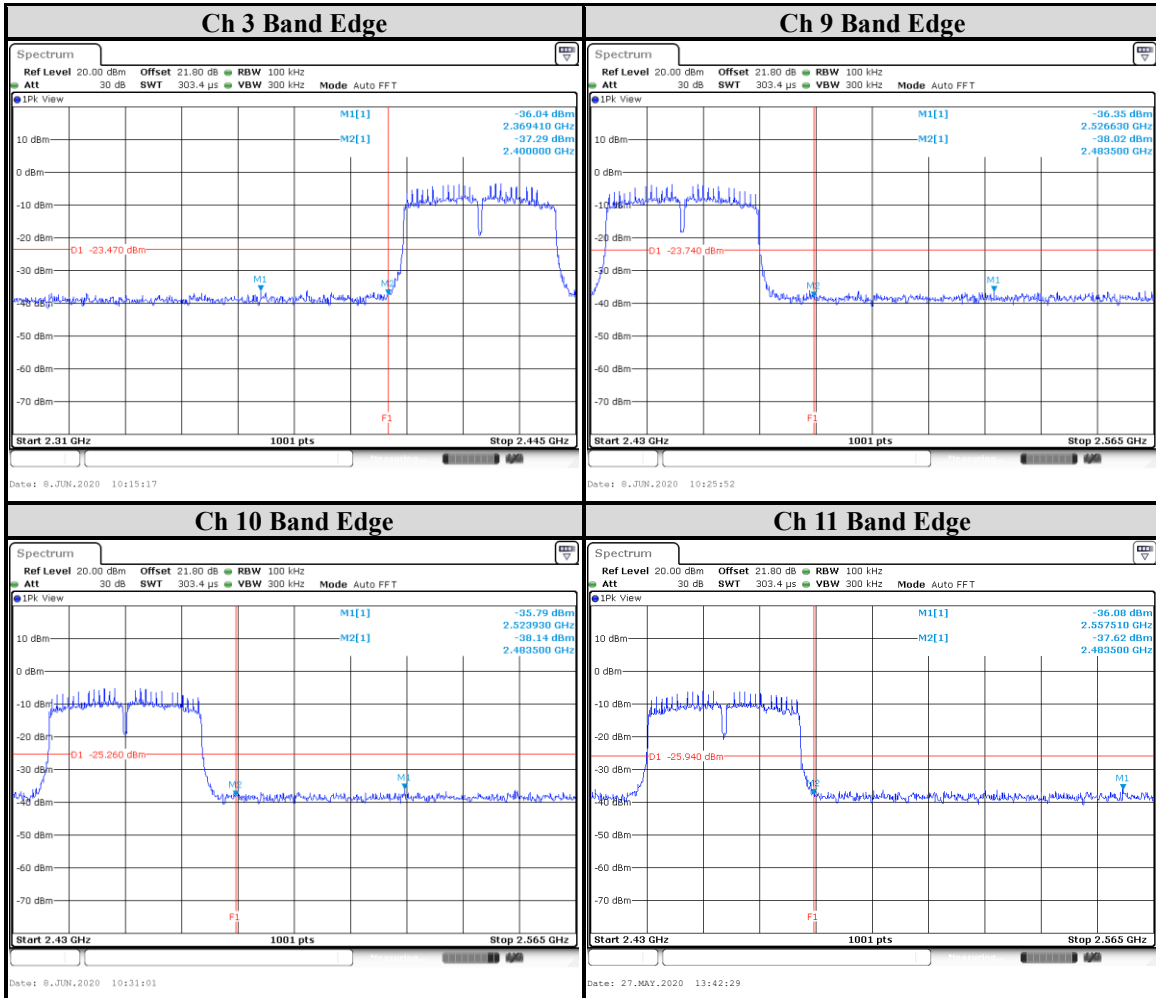 Ch 3 Band Edge
Spectrum
Ref Level 20.00 dBm Offset 21.80 dB RBW 100 kHz
Att 30 dB SWT 303.4 µs VBW 300 kHz Mode Auto FFT
1Pk View
M1[1] -36.04 dBm
2.369410 GHz
10 dBm M2[1] -37.29 dBm
2.400000 GHz
0 dBm
-10 dBm
-20 dBm
D1 -23.470 dBm
-30 dBm
M1 M2
-40 dBm
-50 dBm
-60 dBm
-70 dBm
F1
Start 2.31 GHz 1001 pts Stop 2.445 GHz
Date: 8.JUN.2020 10:15:17
Ch 9 Band Edge
Spectrum
Ref Level 20.00 dBm Offset 21.80 dB RBW 100 kHz
Att 30 dB SWT 303.4 µs VBW 300 kHz Mode Auto FFT
1Pk View
M1[1] -36.35 dBm
2.526630 GHz
10 dBm M2[1] -38.02 dBm
2.483500 GHz
0 dBm
-10 dBm
-20 dBm
D1 -23.740 dBm
-30 dBm
M2 M1
-40 dBm
-50 dBm
-60 dBm
-70 dBm
F1
Start 2.43 GHz 1001 pts Stop 2.565 GHz
Date: 8.JUN.2020 10:25:52
Ch 10 Band Edge
Spectrum
Ref Level 20.00 dBm Offset 21.80 dB RBW 100 kHz
Att 30 dB SWT 303.4 µs VBW 300 kHz Mode Auto FFT
1Pk View
M1[1] -35.79 dBm
2.523930 GHz
10 dBm M2[1] -38.14 dBm
2.483500 GHz
0 dBm
-10 dBm
-20 dBm
D1 -25.260 dBm
-30 dBm
M2 M1
-40 dBm
-50 dBm
-60 dBm
-70 dBm
F1
Start 2.43 GHz 1001 pts Stop 2.565 GHz
Date: 8.JUN.2020 10:31:01
Ch 11 Band Edge
Spectrum
Ref Level 20.00 dBm Offset 21.80 dB RBW 100 kHz
Att 30 dB SWT 303.4 µs VBW 300 kHz Mode Auto FFT
1Pk View
M1[1] -36.08 dBm
2.557510 GHz
10 dBm M2[1] -37.62 dBm
2.483500 GHz
0 dBm
-10 dBm
-20 dBm
D1 -25.940 dBm
-30 dBm
M2 M1
-40 dBm
-50 dBm
-60 dBm
-70 dBm
F1
Start 2.43 GHz 1001 pts Stop 2.565 GHz
Date: 27.MAY.2020 13:42:29